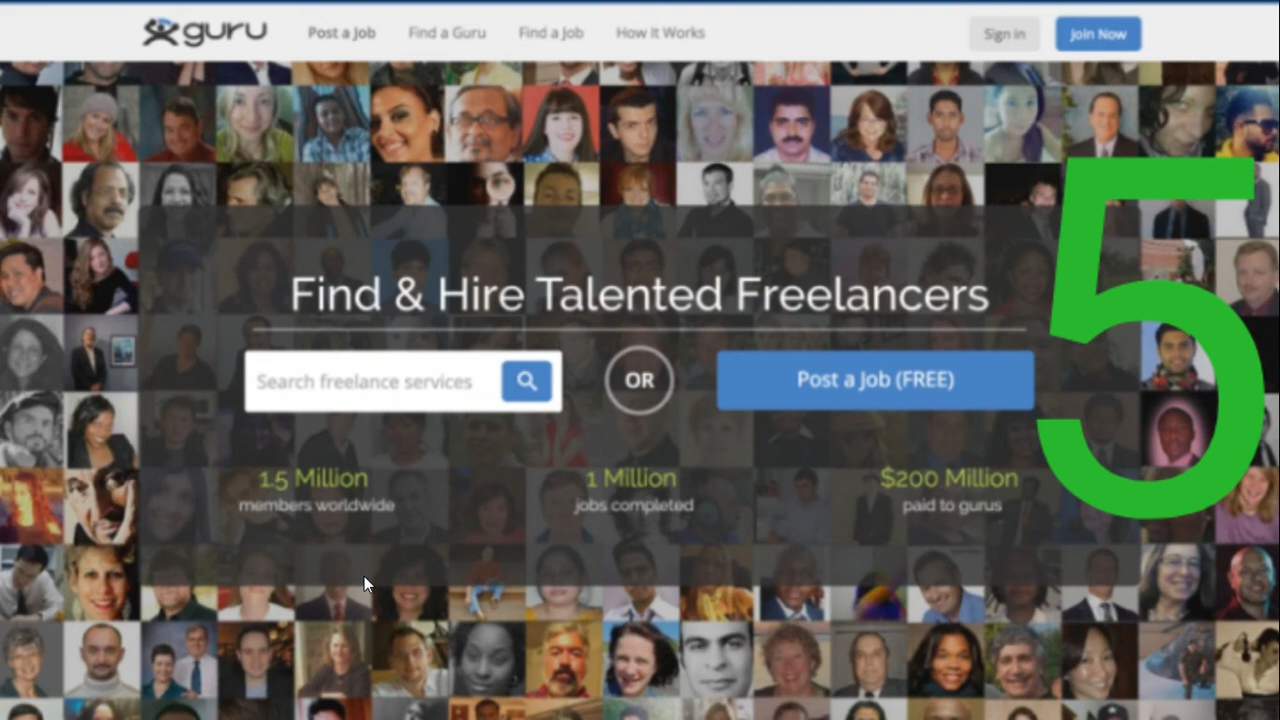 guru
Post a Job
Find a Guru
Find a Job
How It Works
Sign in
Join Now
5
Find & Hire Talented Freelancers
Search freelance services
OR
Post a Job (FREE)
1.5 Million
members worldwide
1 Million
jobs completed
$200 Million
paid to gurus